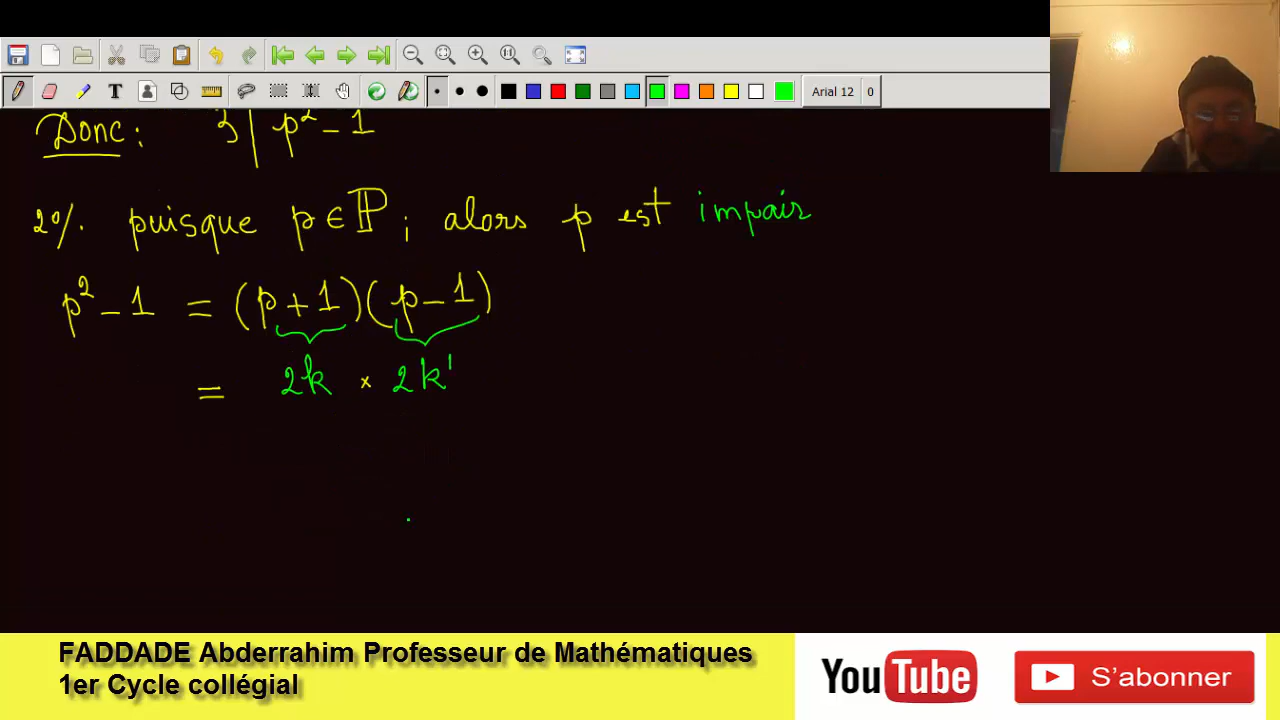 Arial 12 0
Donc : 3 | p² - 1
2°/. puisque p ∈ ℙ ; alors p est impair
p² - 1 = (p + 1)(p - 1)
= 2k × 2k'
FADDADE Abderrahim Professeur de Mathématiques
1er Cycle collégial
YouTube
S'abonner